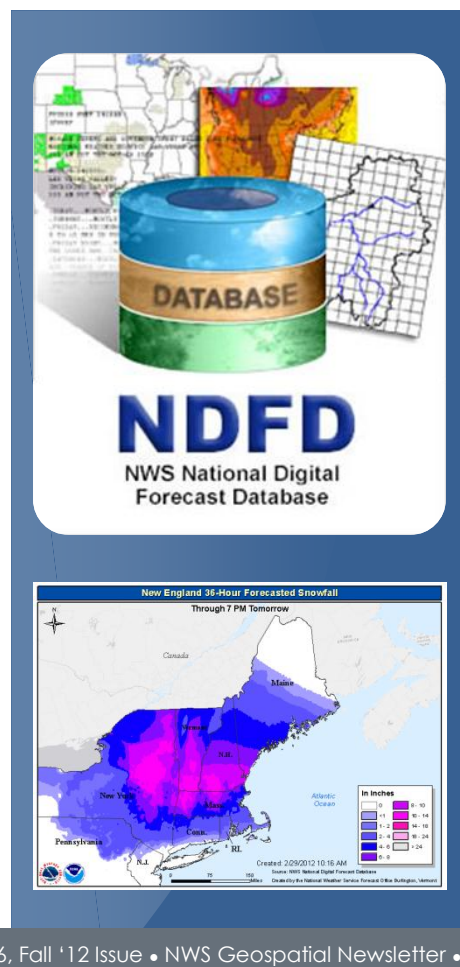 DATABASE
NDFD
NWS National Digital
Forecast Database
New England 36-Hour Forecasted Snowfall
Through 7 PM Tomorrow
N
Canada
Maine
Vermont
N.H.
New York
Mass.
Atlantic
Ocean
Conn.
RI.
Pennsylvania
N.J.
In Inches
0
<1
1 - 2
2 - 4
4 - 6
6 - 8
8 - 10
10 - 14
14 - 18
18 - 24
> 24
0 75 150
Miles
Created: 2/29/2012 10:16 AM
Source: NWS National Digital Forecast Database
Created by the National Weather Service Forecast Office Burlington, Vermont
6, Fall ‘12 Issue ● NWS Geospatial Newsletter ●